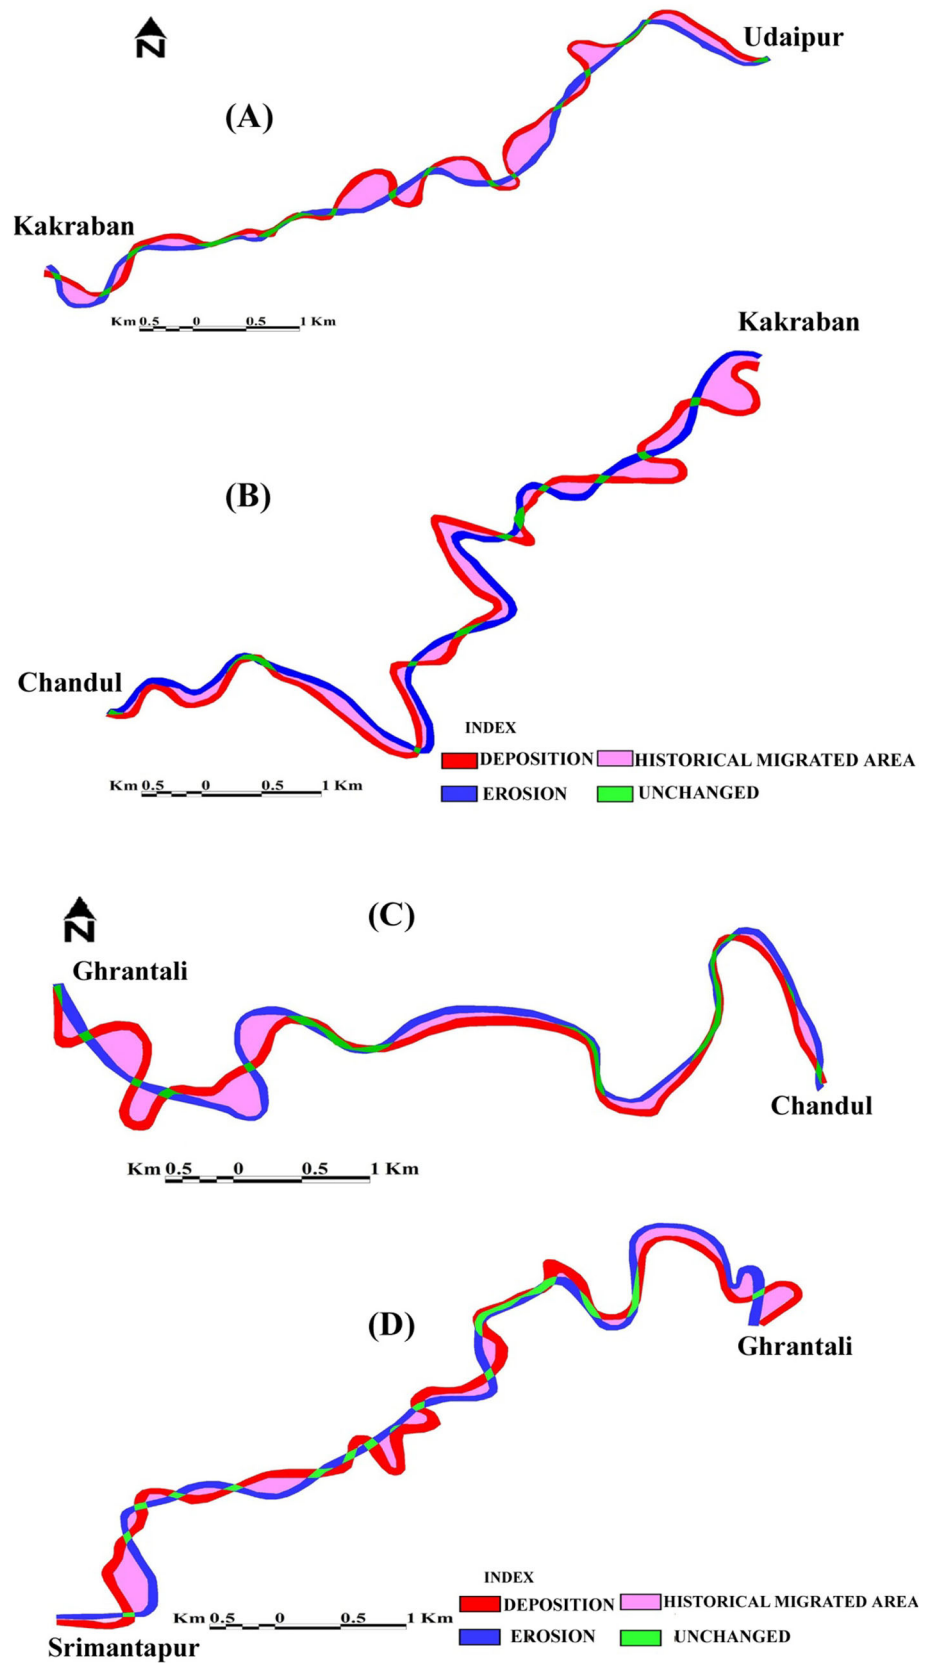 N
Udaipur
(A)
Kakraban
Km 0.5 0 0.5 1 Km
Kakraban
(B)
Chandul
INDEX
DEPOSITION HISTORICAL MIGRATED AREA
EROSION UNCHANGED
Km 0.5 0 0.5 1 Km
N
(C)
Ghrantali
Chandul
Km 0.5 0 0.5 1 Km
(D)
Ghrantali
INDEX
DEPOSITION HISTORICAL MIGRATED AREA
EROSION UNCHANGED
Km 0.5 0 0.5 1 Km
Srimantapur